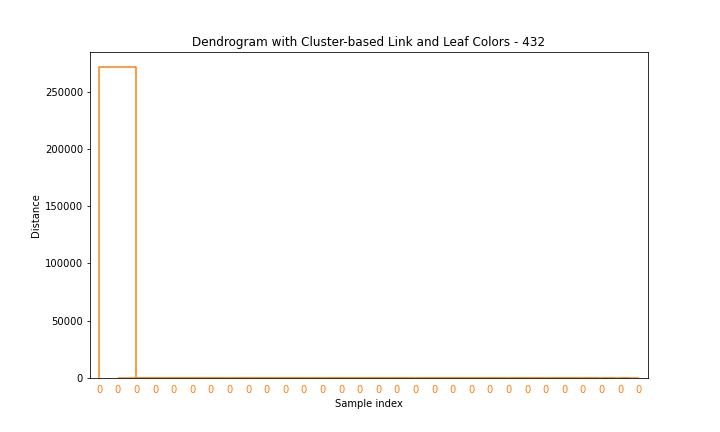 Dendrogram with Cluster-based Link and Leaf Colors - 432
250000
200000
150000
100000
50000
0
Distance
0 0 0 0 0 0 0 0 0 0 0 0 0 0 0 0 0 0 0 0 0 0 0 0 0 0 0 0 0 0
Sample index